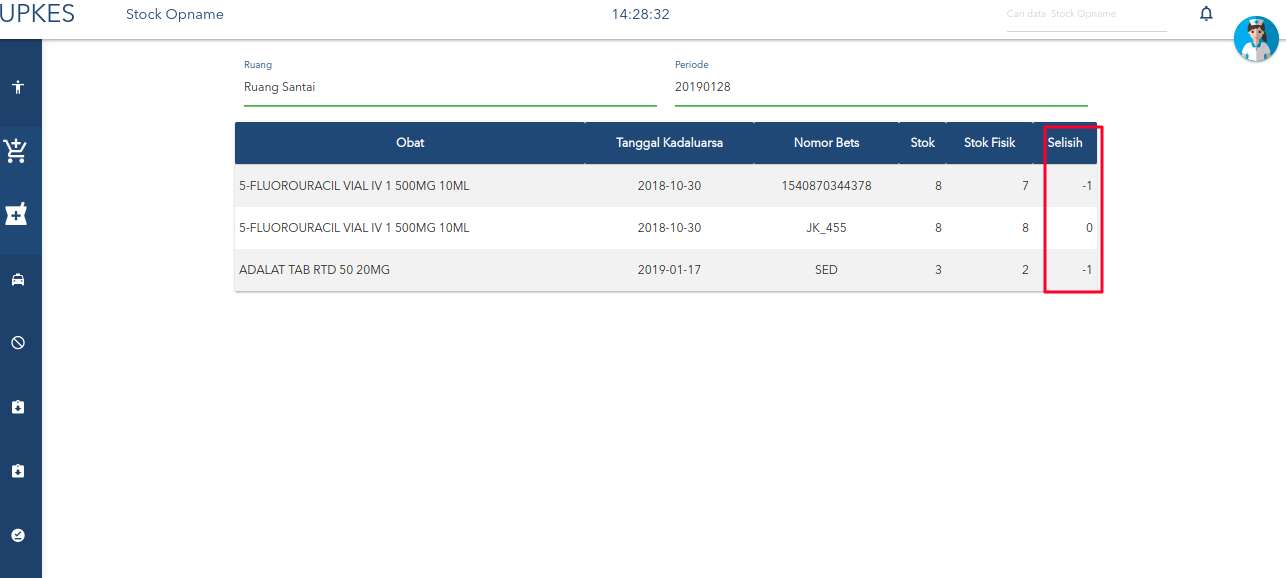 UPKES Stock Opname 14:28:32 Cari data: Stock Opname
Ruang Periode
Ruang Santai 20190128
Obat Tanggal Kadaluarsa Nomor Bets Stok Stok Fisik Selisih
5-FLUOROURACIL VIAL IV 1 500MG 10ML 2018-10-30 1540870344378 8 7 -1
5-FLUOROURACIL VIAL IV 1 500MG 10ML 2018-10-30 JK_455 8 8 0
ADALAT TAB RTD 50 20MG 2019-01-17 SED 3 2 -1